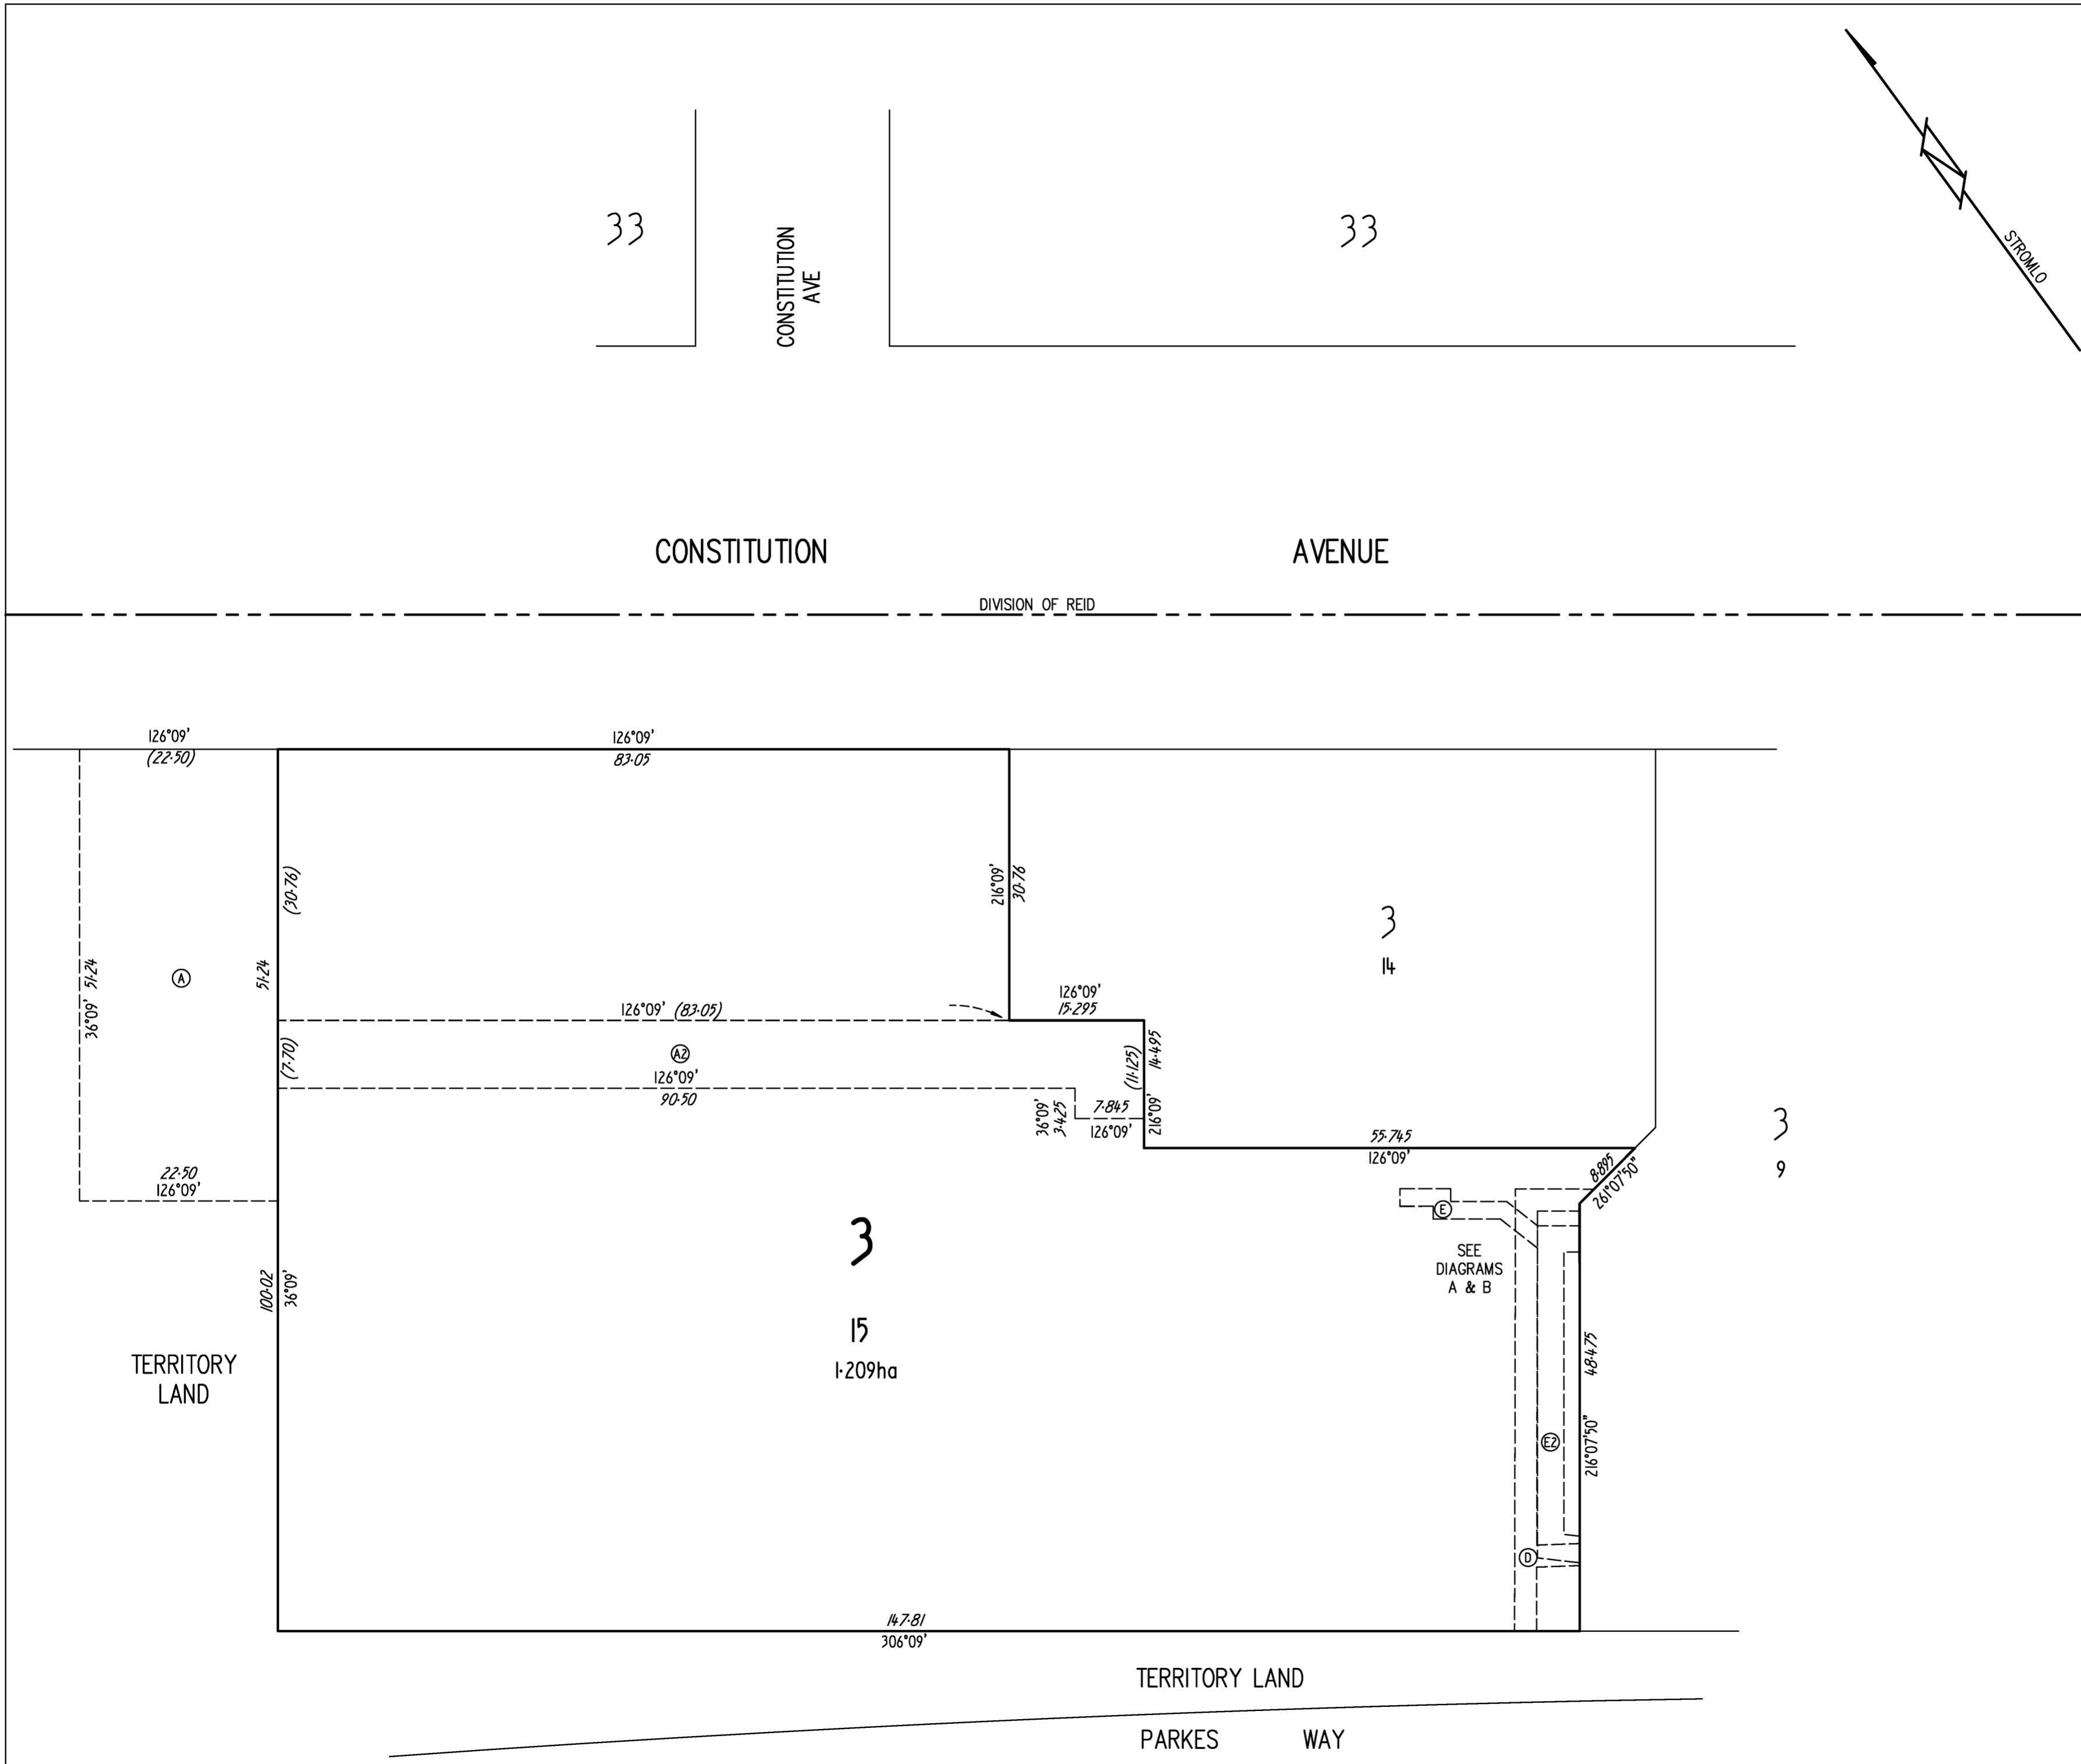 33
33
CONSTITUTION
AVE
STROMLO
CONSTITUTION AVENUE
DIVISION OF REID
126°09'
(22·50)
126°09'
83·05
(30·76)
216°09'
30·76
3
14
36°09' 51·24
A
51·24
126°09' (83·05)
126°09'
15·295
(7·70)
A2
126°09'
90·50
36°09'
3·425
7·845
126°09'
(11·125)
14·495
216°09'
55·745
126°09'
8·895
261°07'50"
3
9
22·50
126°09'
3
15
1·209ha
100·02
36°09'
E
SEE
DIAGRAMS
A & B
48·475
216°07'50"
E2
D
TERRITORY
LAND
147·81
306°09'
TERRITORY LAND
PARKES WAY